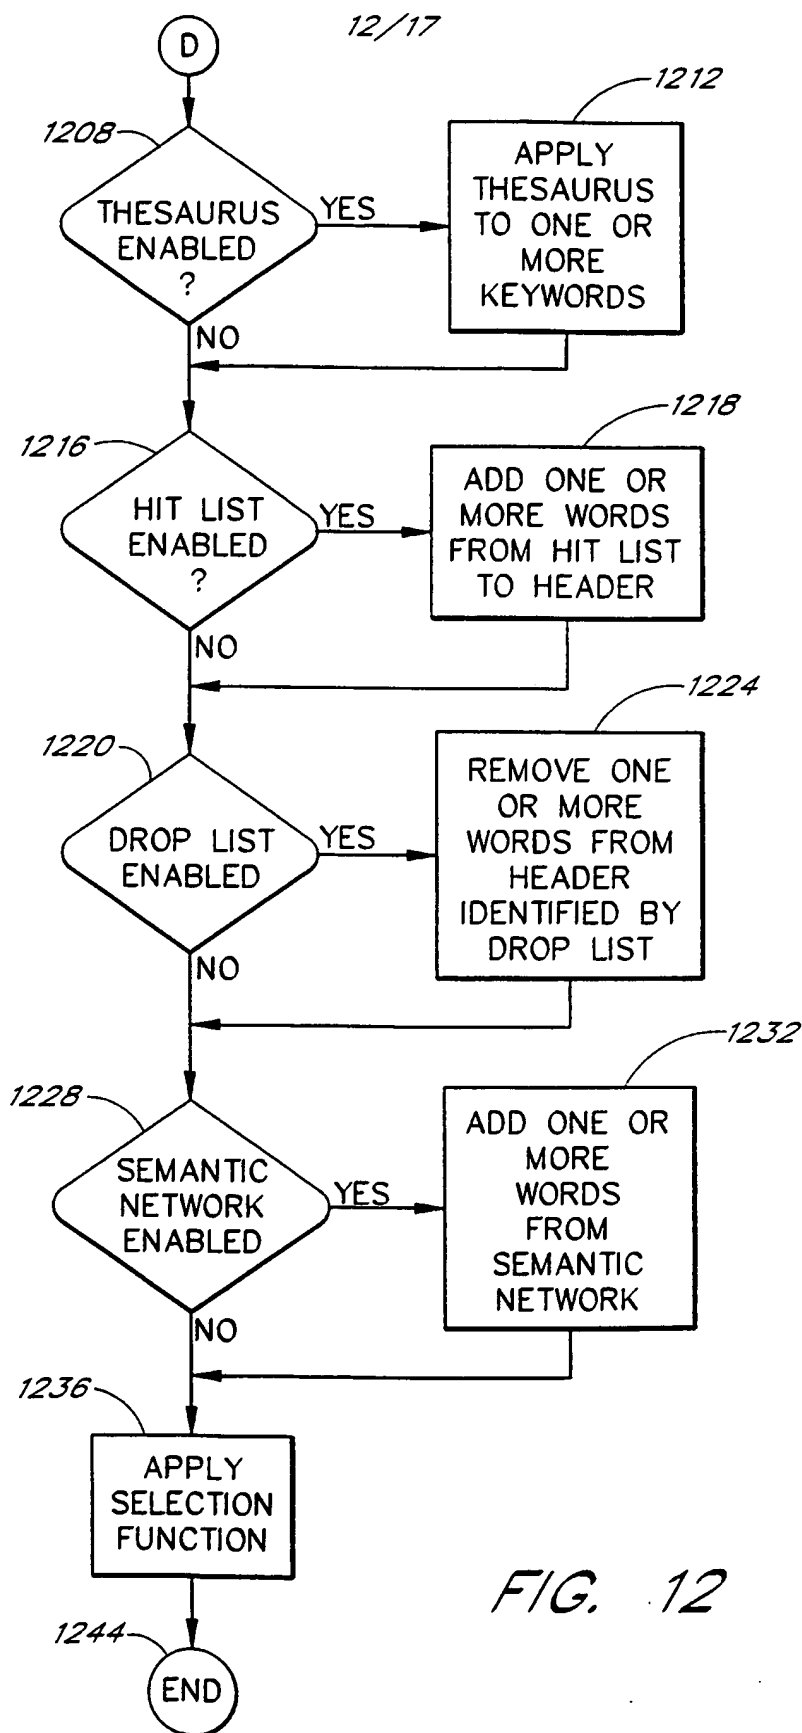 12/17
D
1208
THESAURUS
ENABLED
?
YES
NO
1212
APPLY
THESAURUS
TO ONE OR
MORE
KEYWORDS
1216
HIT LIST
ENABLED
?
YES
NO
1218
ADD ONE OR
MORE WORDS
FROM HIT LIST
TO HEADER
1220
DROP LIST
ENABLED
YES
NO
1224
REMOVE ONE
OR MORE
WORDS FROM
HEADER
IDENTIFIED BY
DROP LIST
1228
SEMANTIC
NETWORK
ENABLED
YES
NO
1232
ADD ONE OR
MORE
WORDS
FROM
SEMANTIC
NETWORK
1236
APPLY
SELECTION
FUNCTION
1244
END
FIG. 12